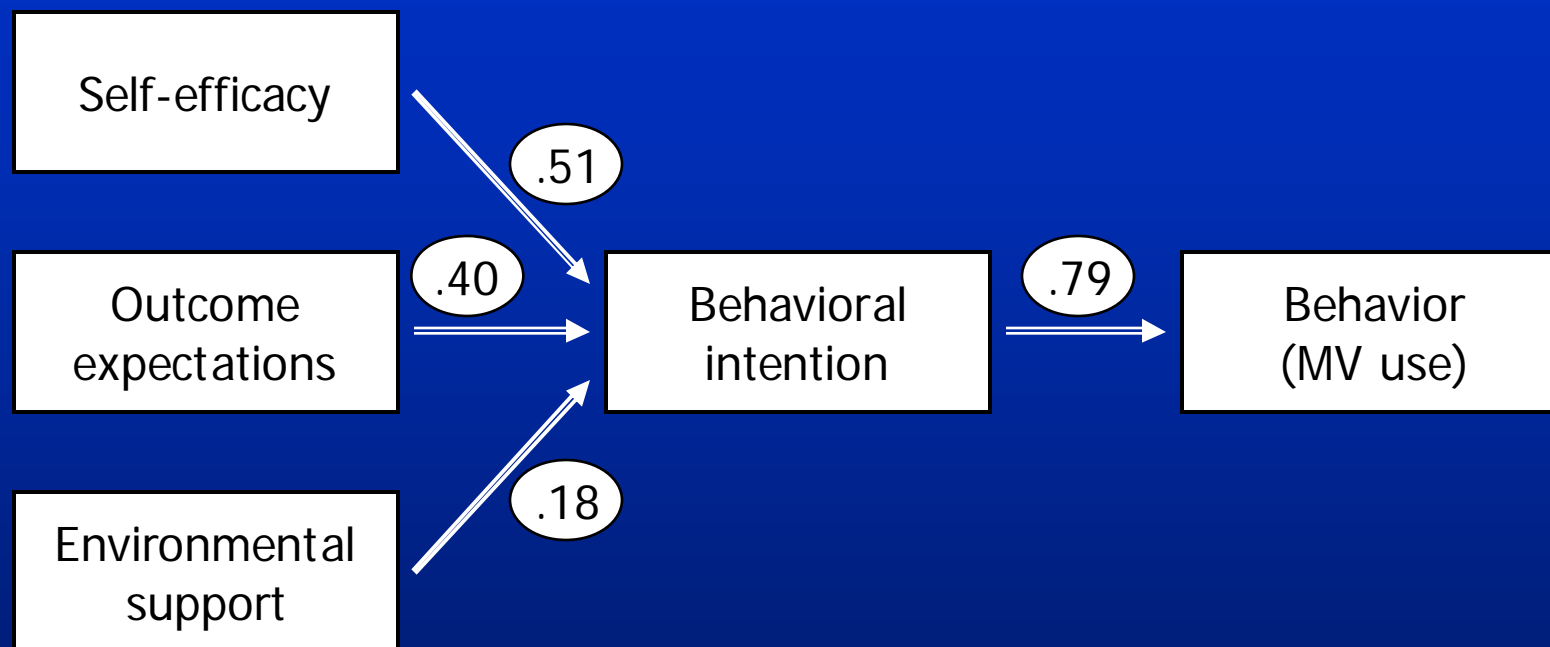 Self-efficacy
.51
Outcome
expectations
.40
Behavioral
intention
.79
Behavior
(MV use)
.18
Environmental
support